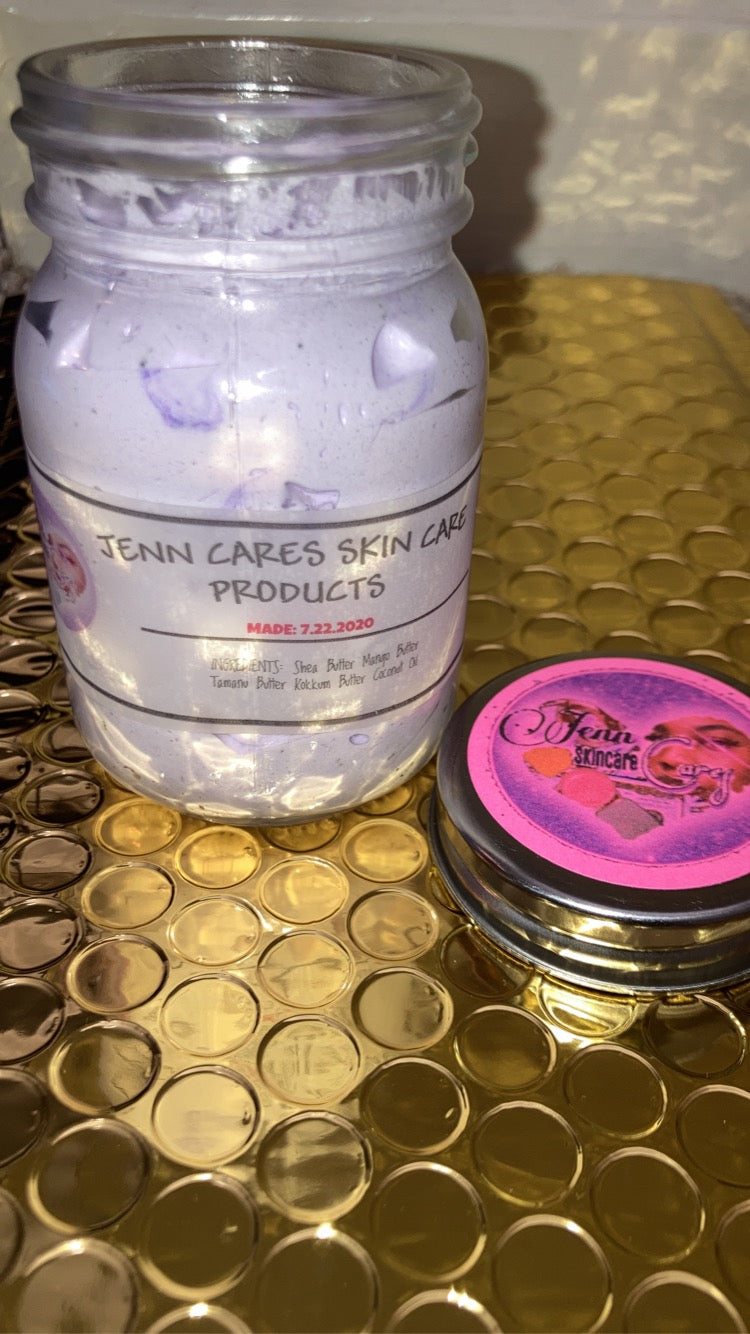 JENN CARES SKIN CARE
PRODUCTS
MADE: 7.22.2020
INGREDIENTS: Shea Butter Mango Butter
Tamanu Butter Kokkum Butter Coconut Oil
Jenn
skincare
Cares